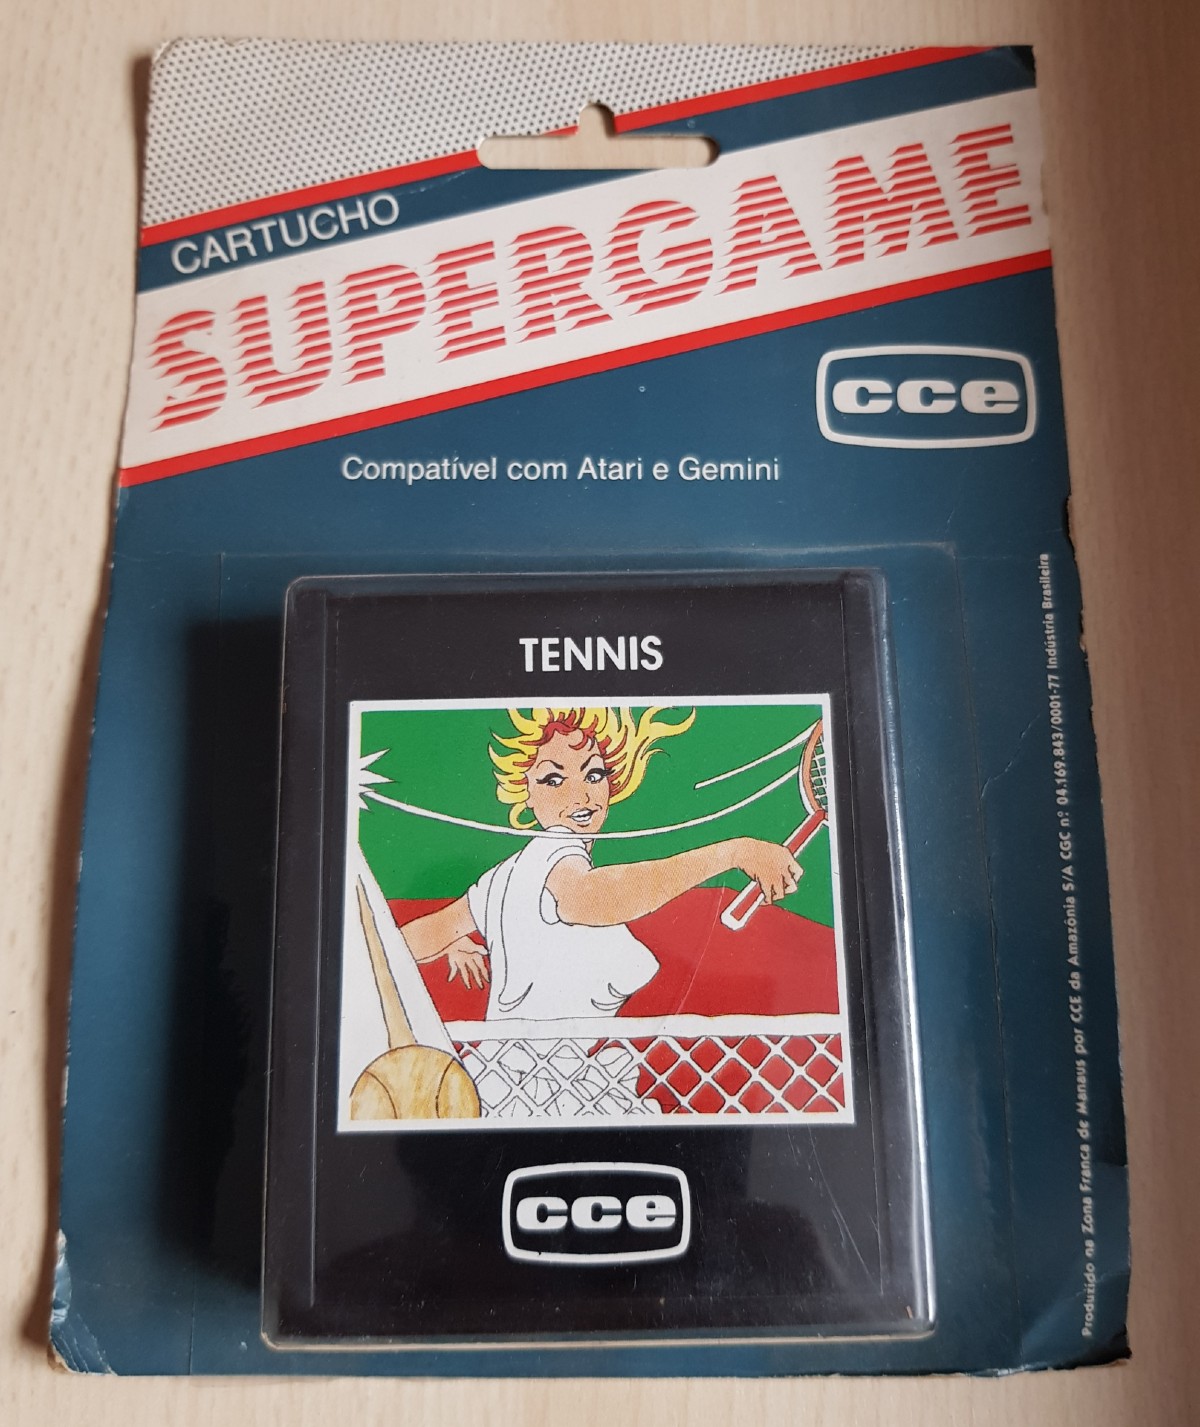 CARTUCHO
SUPERGAME
cce
Compatível com Atari e Gemini
TENNIS
cce
Produzido na Zona Franca de Manaus por CCE da Amazônia S/A CGC nº 04.169.843/0001-77 Indústria Brasileira